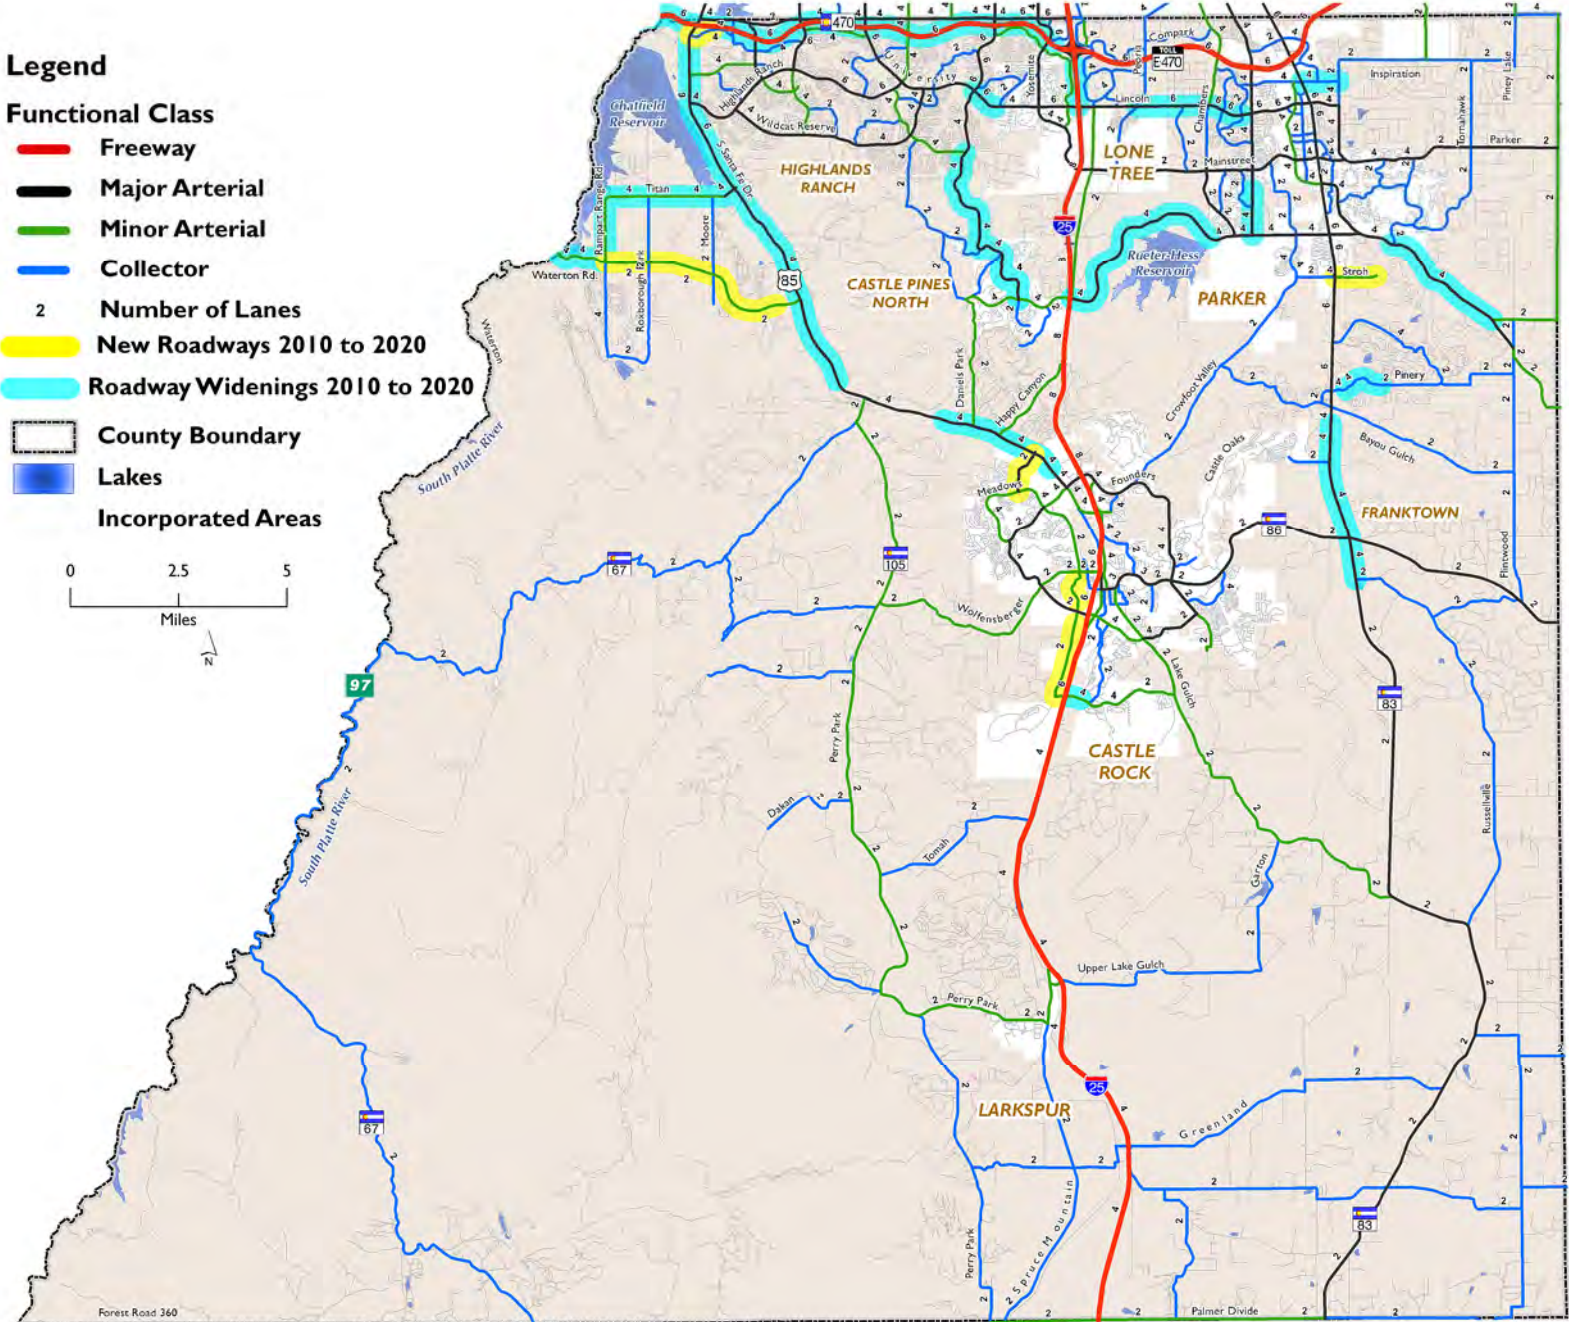 Legend
Functional Class
Freeway
Major Arterial
Minor Arterial
Collector
2 Number of Lanes
New Roadways 2010 to 2020
Roadway Widenings 2010 to 2020
County Boundary
Lakes
Incorporated Areas
0 2.5 5
Miles
N
470
Compark
TOLL
E-470
Peoria
Inspiration
Piney Lake
Highlands Ranch
University
Yosemite
Chatfield
Reservoir
Lincoln
Chambers
Tomahawk
Wildcat Reserve
Parker
S Santa Fe Dr
HIGHLANDS
RANCH
LONE
TREE
Mainstreet
Titan
Rampart Range Rd
25
Moore
Roxborough Park
Waterton Rd.
Waterton
85
CASTLE PINES
NORTH
Rueter-Hess
Reservoir
PARKER
Stroh
Daniels Park
Happy Canyon
Crowfoot Valley
Pinery
Bayou Gulch
South Platte River
Castle Oaks
Meadows
Founders
FRANKTOWN
86
Flintwood
67
105
Wolfensberger
Lake Gulch
97
83
Perry Park
CASTLE
ROCK
South Platte River
Dakan
Tomah
Garton
Russellville
Upper Lake Gulch
Perry Park
25
LARKSPUR
Greenland
67
83
Perry Park
Spruce Mountain
Forest Road 360
Palmer Divide